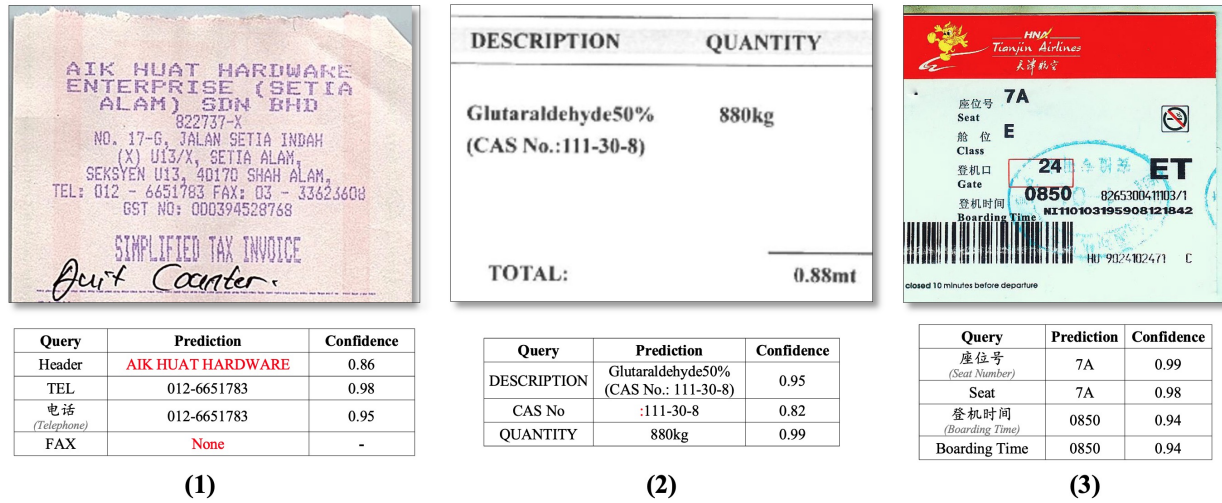 AIK HUAT HARDWARE
ENTERPRISE (SETIA
ALAM) SDN BHD
822737-X
NO. 17-G, JALAN SETIA INDAH
(X) U13/X, SETIA ALAM,
SEKSYEN U13, 40170 SHAH ALAM,
TEL: 012 - 6651783 FAX: 03 - 33623608
GST NO: 000394528768
SIMPLIFIED TAX INVOICE
Counter.
DESCRIPTION QUANTITY
Glutaraldehyde50% 880kg
(CAS No.:111-30-8)
TOTAL: 0.88mt
HNA
Tianjin Airlines
天津航空
座位号 7A
Seat
舱 位 E
Class
登机口 24 ET
Gate
登机时间 0850 8265300411103/1
Boarding Time NI110103195908121842
HU 9024102471 C
closed 10 minutes before departure
Query Prediction Confidence
Header AIK HUAT HARDWARE 0.86
TEL 012-6651783 0.98
电话 012-6651783 0.95
(Telephone)
FAX None -
(1)
Query Prediction Confidence
DESCRIPTION Glutaraldehyde50% 0.95
(CAS No.: 111-30-8)
CAS No :111-30-8 0.82
QUANTITY 880kg 0.99
(2)
Query Prediction Confidence
座位号 7A 0.99
(Seat Number)
Seat 7A 0.98
登机时间 0850 0.94
(Boarding Time)
Boarding Time 0850 0.94
(3)